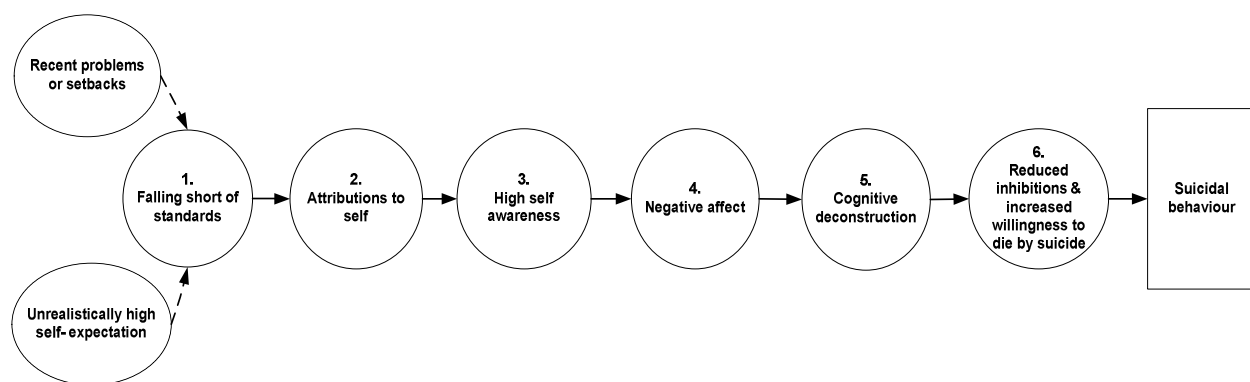 Recent problems
or setbacks
Unrealistically high
self- expectation
1.
Falling short of
standards
2.
Attributions to
self
3.
High self
awareness
4.
Negative affect
5.
Cognitive
deconstruction
6.
Reduced
inhibitions &
increased
willingness to
die by suicide
Suicidal
behaviour